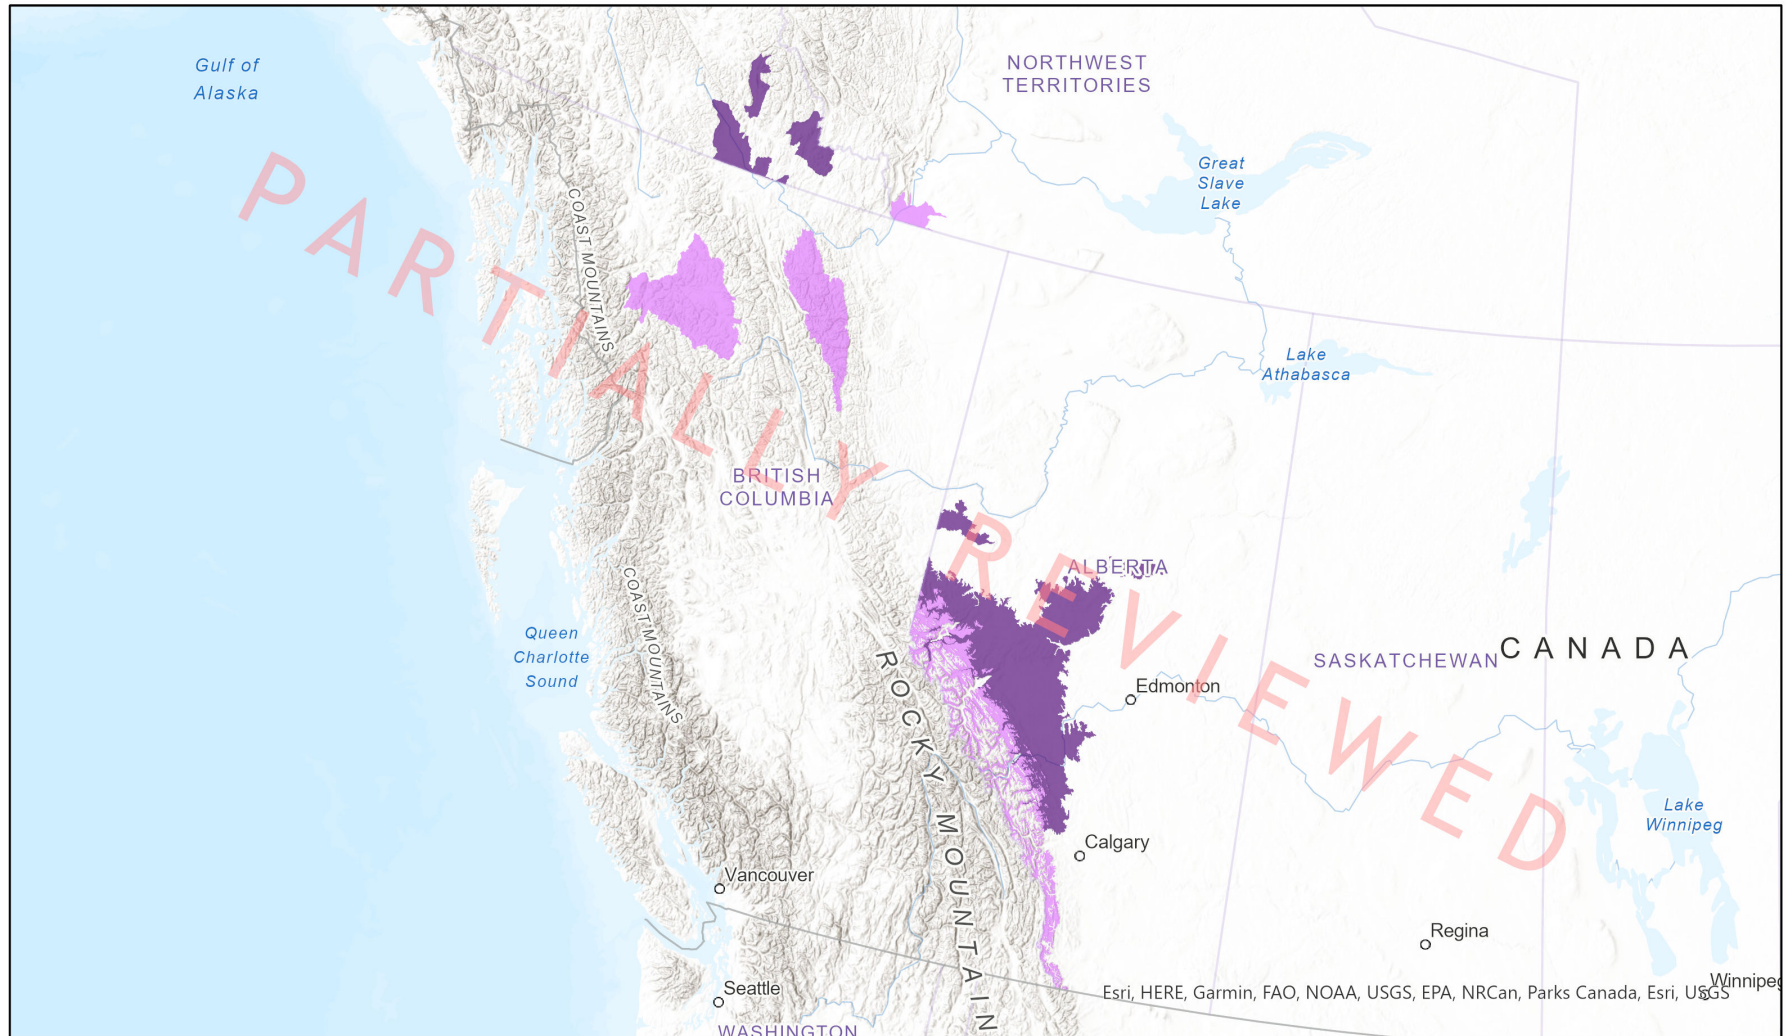 Gulf of
Alaska
NORTHWEST
TERRITORIES
Great
Slave
Lake
COAST MOUNTAINS
PARTIALLY REVIEWED
Lake
Athabasca
BRITISH
COLUMBIA
ALBERTA
COAST MOUNTAINS
Queen
Charlotte
Sound
CANADA
SASKATCHEWAN
Edmonton
ROCKY MOUNTAIN
Lake
Winnipeg
Calgary
Vancouver
Regina
Seattle
Winnipeg
Esri, HERE, Garmin, FAO, NOAA, USGS, EPA, NRCan, Parks Canada, Esri, USGS
WASHINGTON